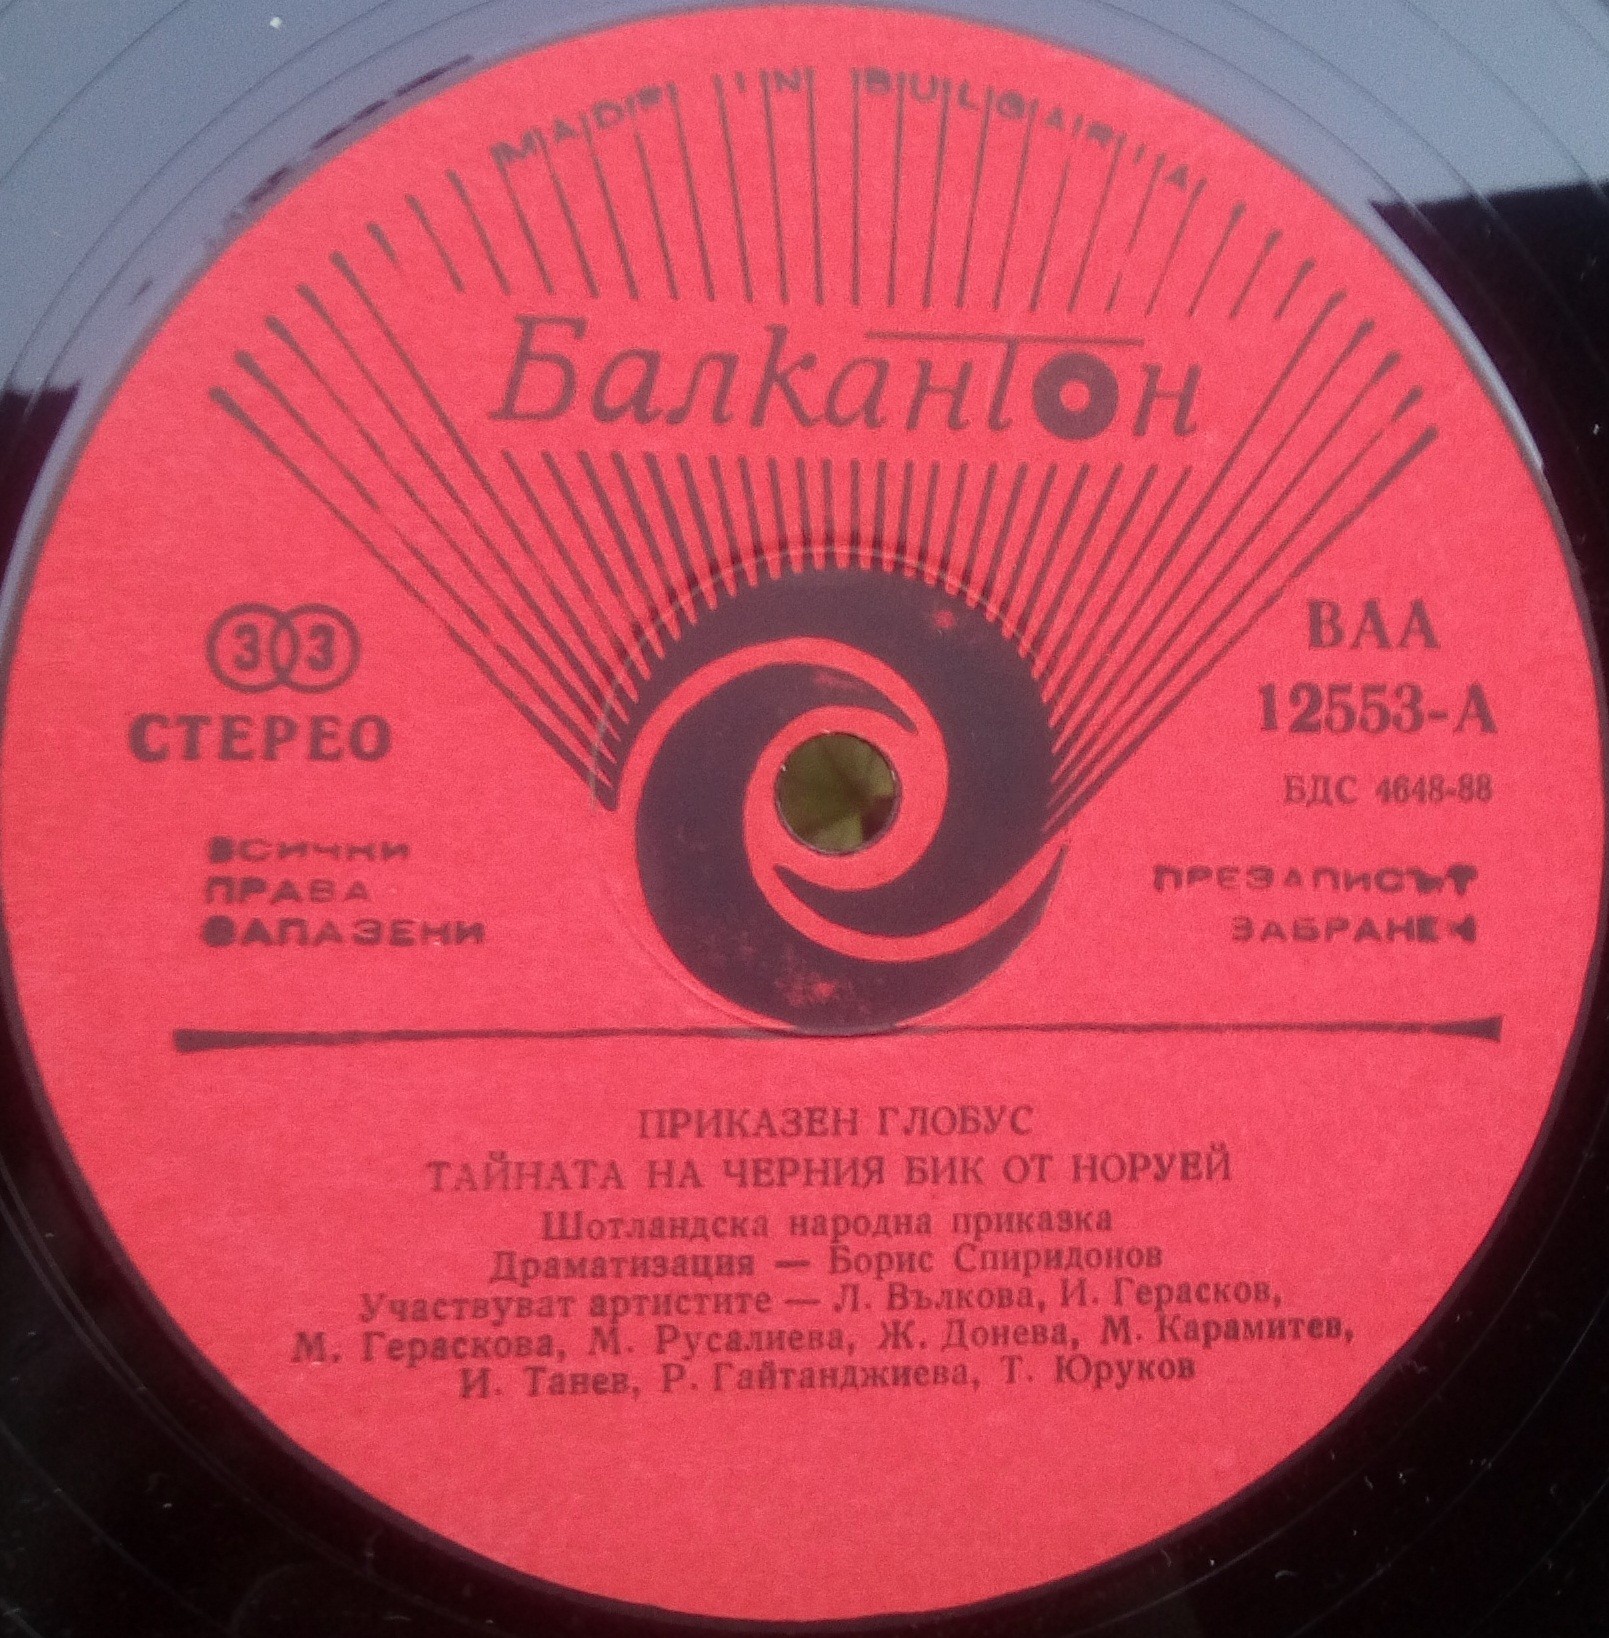 MADE IN BULGARIA
Балкантон
33
СТЕРЕО
ВСИЧКИ
ПРАВА
ЗАПАЗЕНИ
ВАА
12553-А
БДС 4648-88
ПРЕЗАПИСЪТ
ЗАБРАНЕН
ПРИКАЗЕН ГЛОБУС
ТАЙНАТА НА ЧЕРНИЯ БИК ОТ НОРУЕЙ
Шотландска народна приказка
Драматизация — Борис Спиридонов
Участвуват артистите — Л. Вълкова, И. Герасков,
М. Гераскова, М. Русалиева, Ж. Донева, М. Карамитев,
И. Танев, Р. Гайтанджиева, Т. Юруков